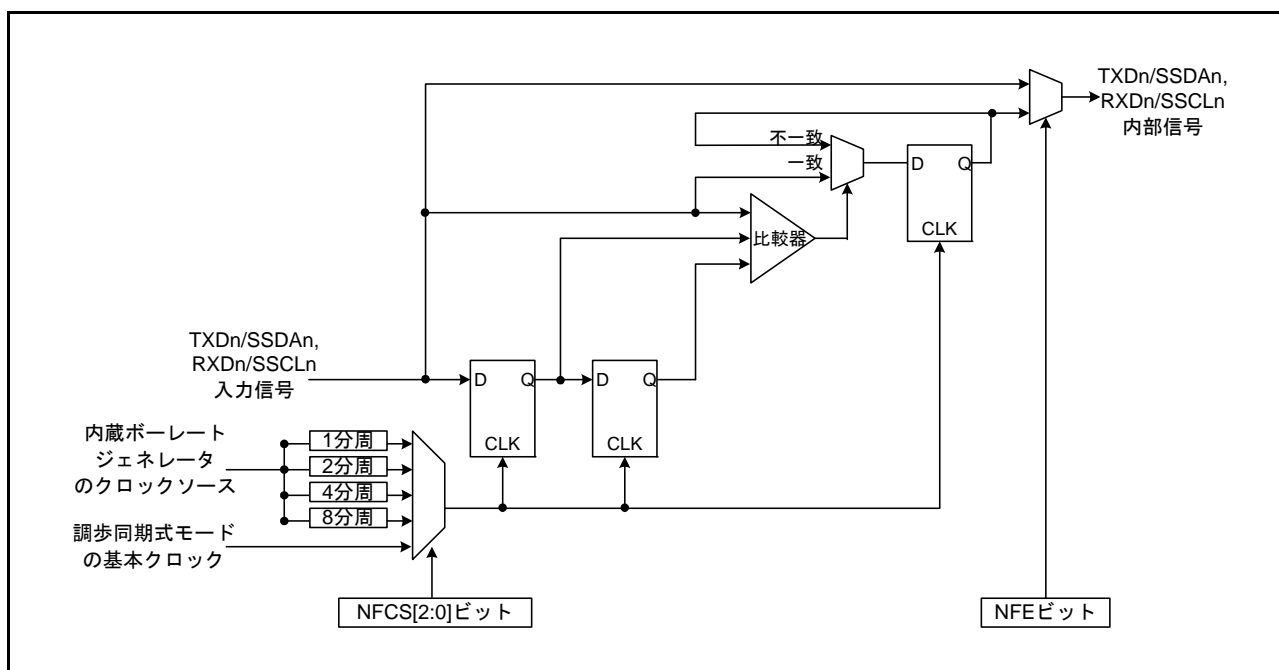 TXDn/SSDAn,
RXDn/SSCLn
内部信号
不一致
一致
D
Q
CLK
比較器
TXDn/SSDAn,
RXDn/SSCLn
入力信号
D
Q
CLK
D
Q
CLK
内蔵ボーレート
ジェネレータ
のクロックソース
1分周
2分周
4分周
8分周
調歩同期式モード
の基本クロック
NFCS[2:0]ビット
NFEビット